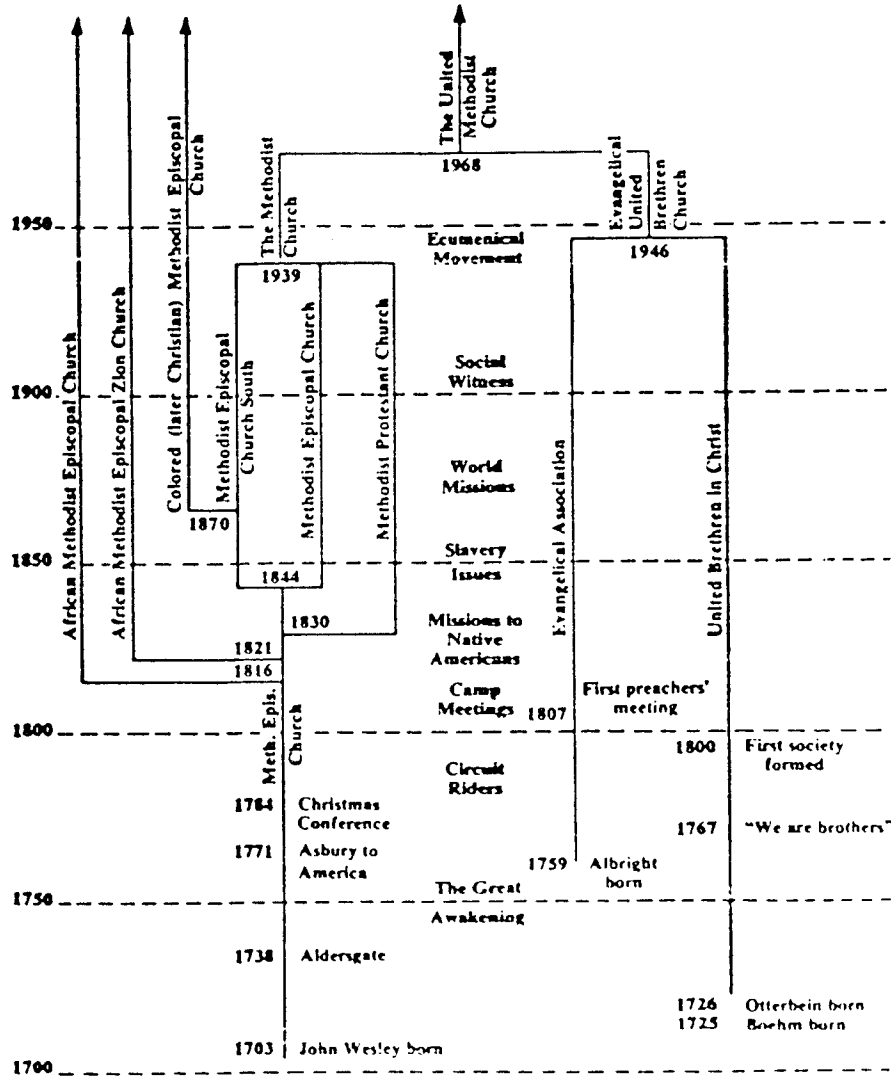 The United
Methodist
Church
1968
Colored (later Christian) Methodist Episcopal
Church
The Methodist
Church
Evangelical
United
Brethren
Church
1950
Ecumenical
Movement
1946
1939
African Methodist Episcopal Church
African Methodist Episcopal Zion Church
Methodist Episcopal
Church South
Methodist Episcopal Church
Methodist Protestant Church
Social
Witness
1900
World
Missions
Evangelical Association
United Brethren in Christ
1870
1850
Slavery
Issues
1844
1830
Missions to
Native
Americans
1821
1816
Camp
Meetings
First preachers'
meeting
1807
Meth. Epis.
Church
1800
1800 First society
formed
Circuit
Riders
1784 Christmas
Conference
1767 "We are brothers"
1771 Asbury to
America
1759 Albright
born
The Great
1750
Awakening
1738 Aldersgate
1726 Otterbein born
1725 Boehm born
1703 John Wesley born
1700